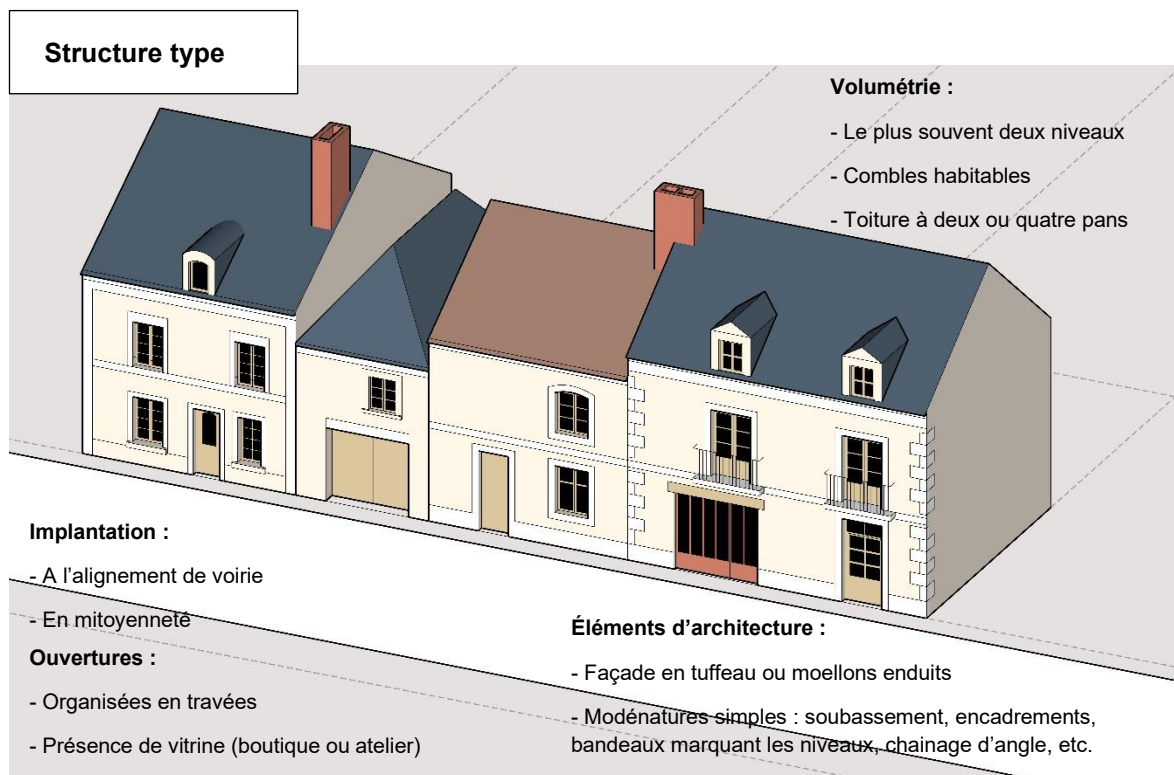 Structure type
Volumétrie :
- Le plus souvent deux niveaux
- Combles habitables
- Toiture à deux ou quatre pans
Implantation :
- A l’alignement de voirie
- En mitoyenneté
Ouvertures :
- Organisées en travées
- Présence de vitrine (boutique ou atelier)
Éléments d’architecture :
- Façade en tuffeau ou moellons enduits
- Modénatures simples : soubassement, encadrements,
bandeaux marquant les niveaux, chainage d’angle, etc.